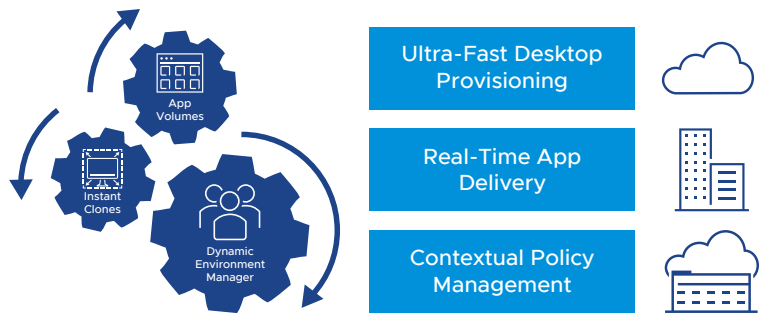 App
Volumes
Instant
Clones
Dynamic
Environment
Manager
Ultra-Fast Desktop
Provisioning
Real-Time App
Delivery
Contextual Policy
Management